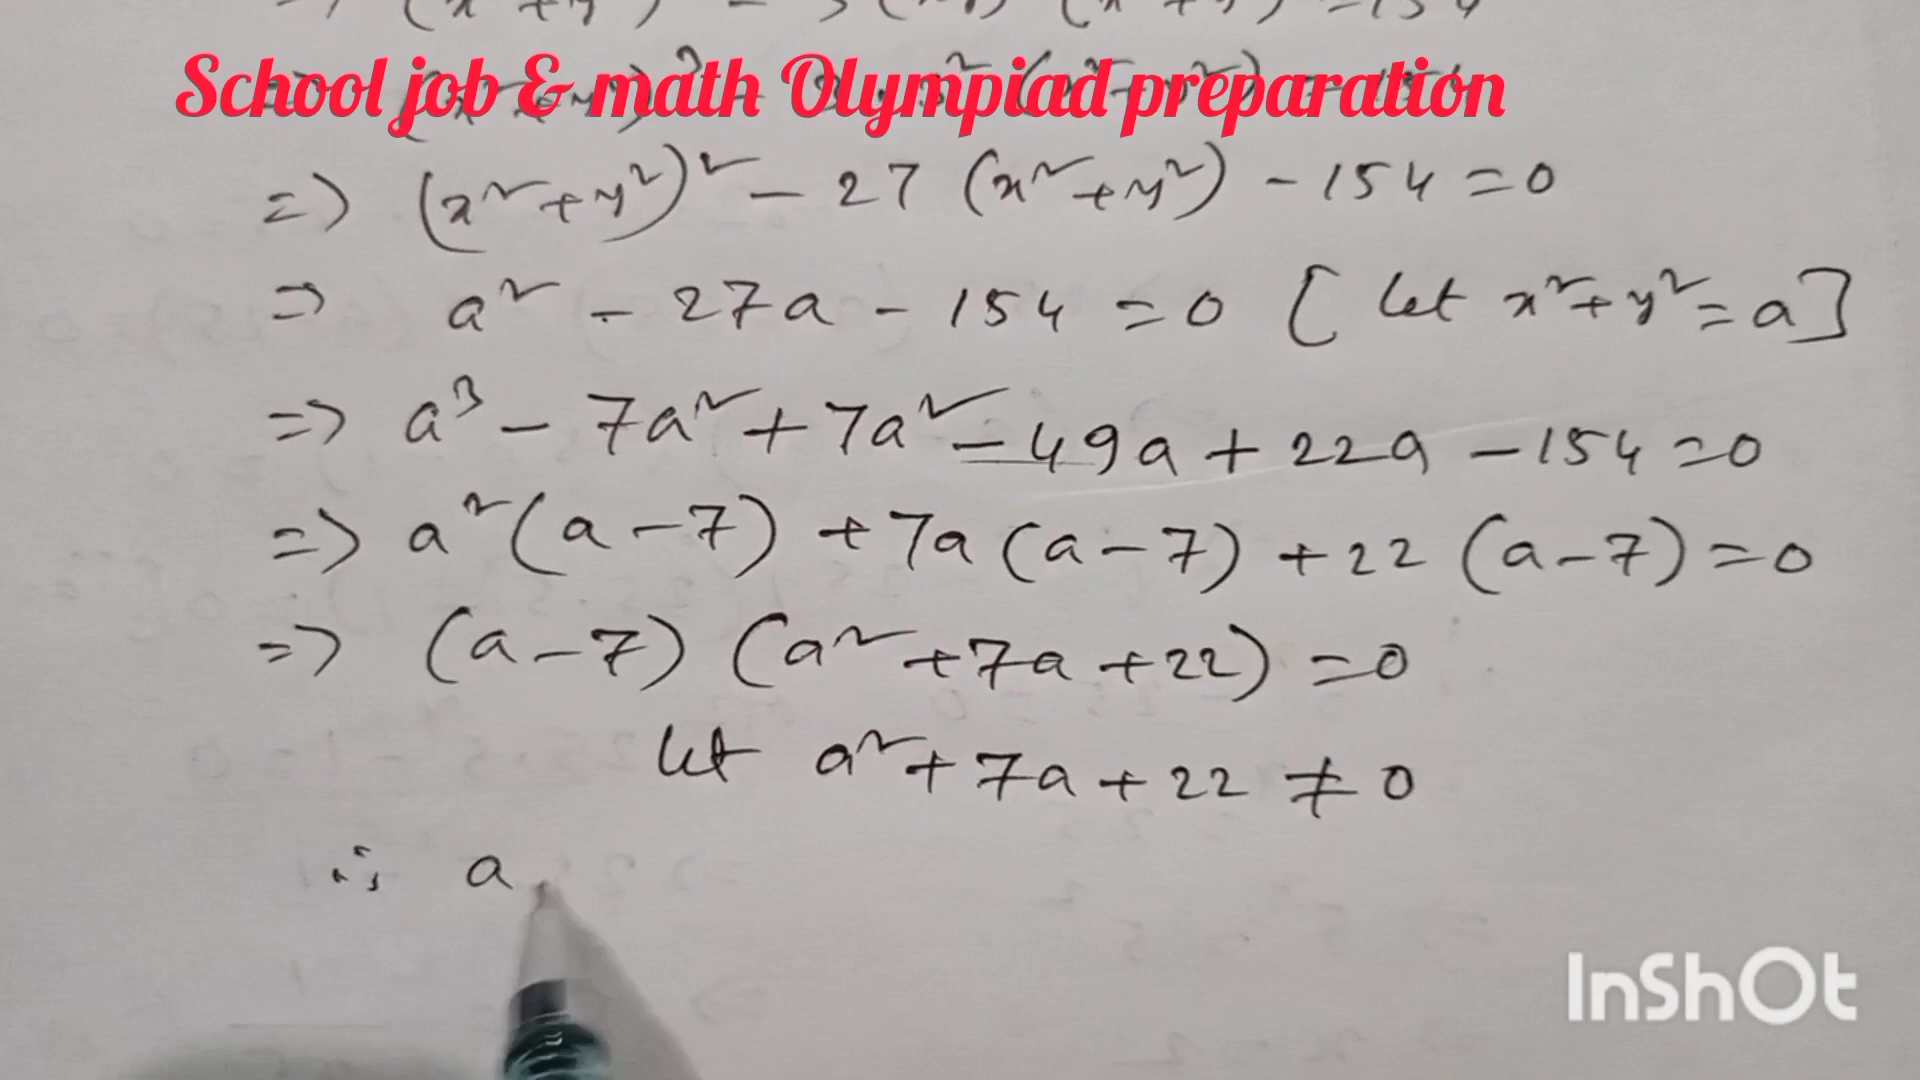 School job & math Olympiad preparation
=> (x²+y²)² - 27 (x²+y²) - 154 = 0
=> a² - 27a - 154 = 0 [ let x²+y² = a ]
=> a³ - 7a² + 7a² - 49a + 22a - 154 = 0
=> a² (a-7) + 7a (a-7) + 22 (a-7) = 0
=> (a-7) (a² + 7a + 22) = 0
let a² + 7a + 22 ≠ 0
∴ a
InShOt